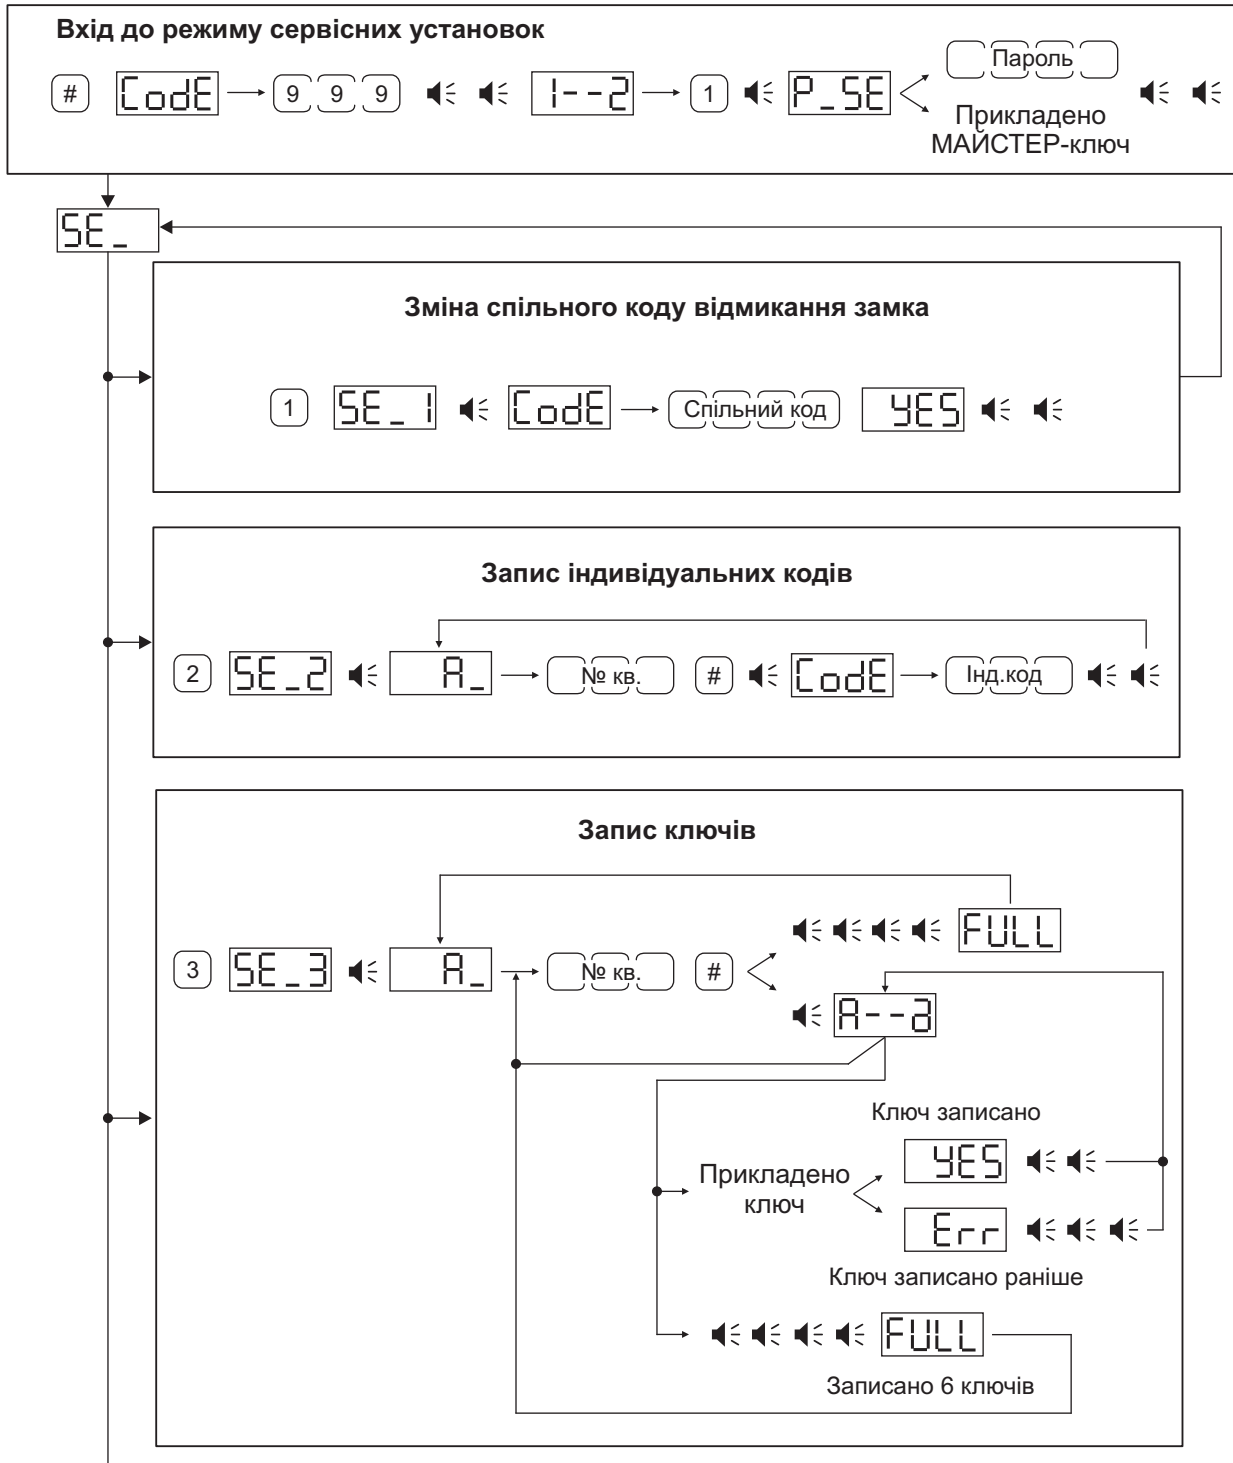 Вхід до режиму сервісних установок
# CodE 9 9 9 1--2 1 P_SE Пароль
Прикладено
МАЙСТЕР-ключ
SE_
Зміна спільного коду відмикання замка
1 SE_1 CodE Спільний код YES
Запис індивідуальних кодів
2 SE_2 A_ № кв. # CodE Інд.код
Запис ключів
FULL
3 SE_3 A_ № кв. #
A--a
Ключ записано
YES
Прикладено
ключ
Err
Ключ записано раніше
FULL
Записано 6 ключів